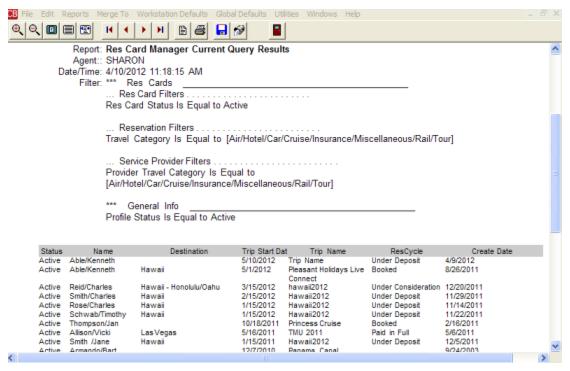 CB File Edit Reports Merge To Workstation Defaults Global Defaults Utilities Windows Help
Report: Res Card Manager Current Query Results
Agent:: SHARON
Date/Time: 4/10/2012 11:18:15 AM
Filter: *** Res Cards
... Res Card Filters . . . . . . . . . . . . . . . . . . . . . . .
Res Card Status Is Equal to Active
... Reservation Filters . . . . . . . . . . . . . . . . . .
Travel Category Is Equal to [Air/Hotel/Car/Cruise/Insurance/Miscellaneous/Rail/Tour]
... Service Provider Filters . . . . . . . . . . . . . . . . . .
Provider Travel Category Is Equal to
[Air/Hotel/Car/Cruise/Insurance/Miscellaneous/Rail/Tour]
*** General Info
Profile Status Is Equal to Active
Status Name Destination Trip Start Dat Trip Name ResCycle Create Date
Active Able/Kenneth 5/10/2012 Trip Name Under Deposit 4/9/2012
Active Able/Kenneth Hawaii 5/1/2012 Pleasant Holidays Live Booked 8/26/2011
Connect
Active Reid/Charles Hawaii - Honolulu/Oahu 3/15/2012 hawaii2012 Under Consideration 12/20/2011
Active Smith/Charles Hawaii 2/15/2012 Hawaii2012 Under Deposit 11/29/2011
Active Rose/Charles Hawaii 1/15/2012 Hawaii2012 Under Deposit 11/14/2011
Active Schwab/Timothy Hawaii 1/15/2012 Hawaii2012 Under Deposit 11/22/2011
Active Thompson/Jan 10/18/2011 Princess Cruise Booked 2/16/2011
Active Allison/Vicki Las Vegas 5/16/2011 TMU 2011 Paid in Full 5/6/2011
Active Smith /Jane Hawaii 1/15/2011 Hawaii2012 Under Deposit 12/5/2011
Active Armando/Bart 12/7/2010 Panama Canal 9/24/2003